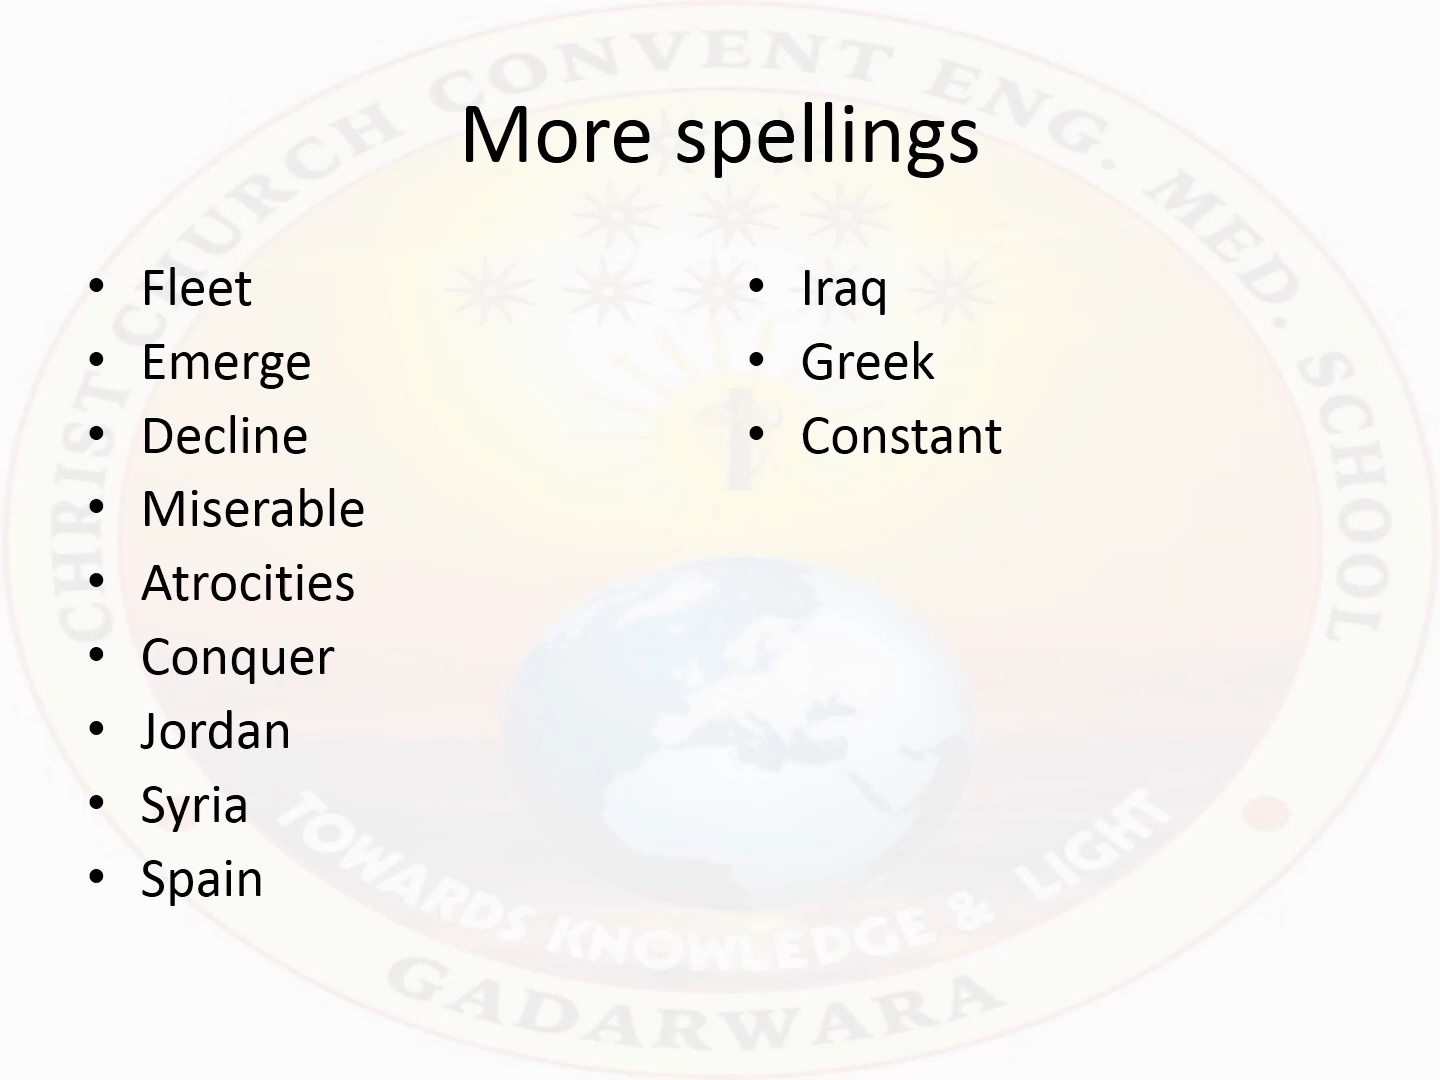 More spellings
• Fleet
• Emerge
• Decline
• Miserable
• Atrocities
• Conquer
• Jordan
• Syria
• Spain
• Iraq
• Greek
• Constant
CHRIST CHURCH CONVENT ENG. MED. SCHOOL
TOWARDS KNOWLEDGE & LIGHT
GADARWARA